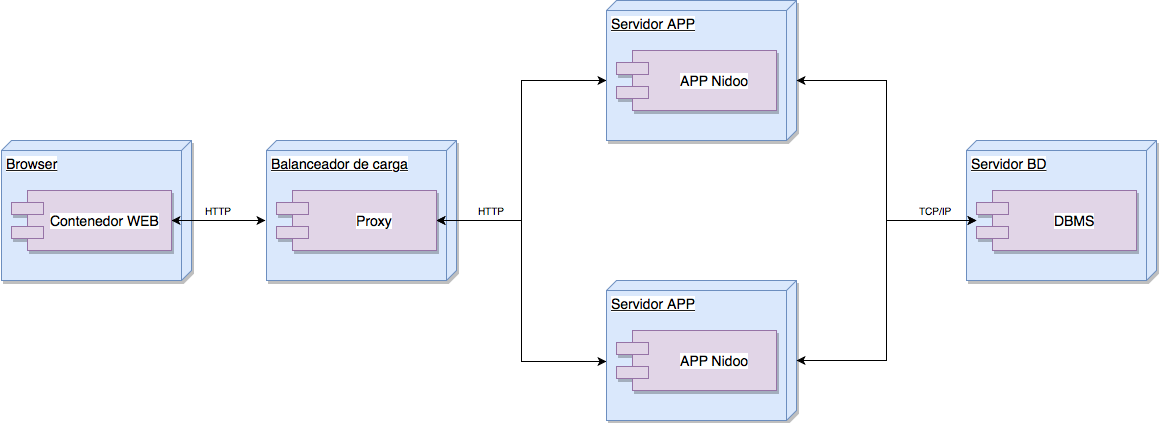 Browser
Contenedor WEB
HTTP
Balanceador de carga
Proxy
HTTP
Servidor APP
APP Nidoo
Servidor APP
APP Nidoo
TCP/IP
Servidor BD
DBMS